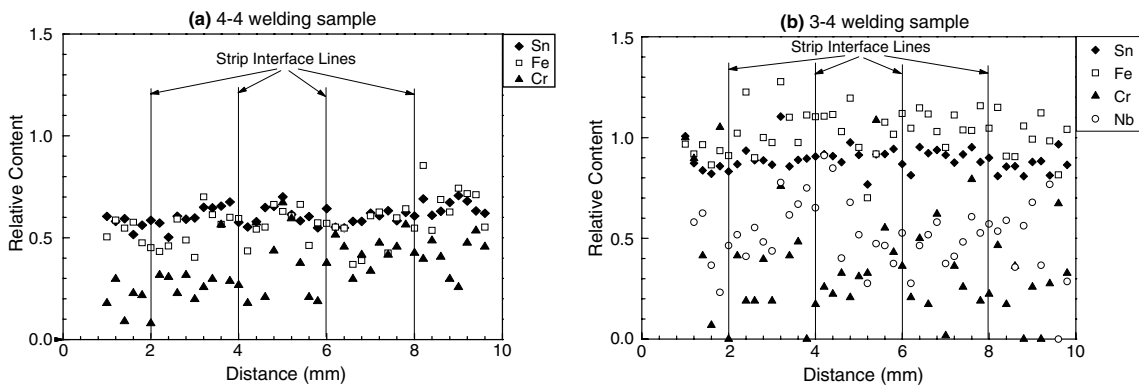 (a) 4-4 welding sample
1.5
1.0
0.5
0.0
Relative Content
Strip Interface Lines
Sn
Fe
Cr
0
2
4
6
8
10
Distance (mm)
(b) 3-4 welding sample
1.5
1.0
0.5
0.0
Relative Content
Strip Interface Lines
Sn
Fe
Cr
Nb
0
2
4
6
8
10
Distance (mm)